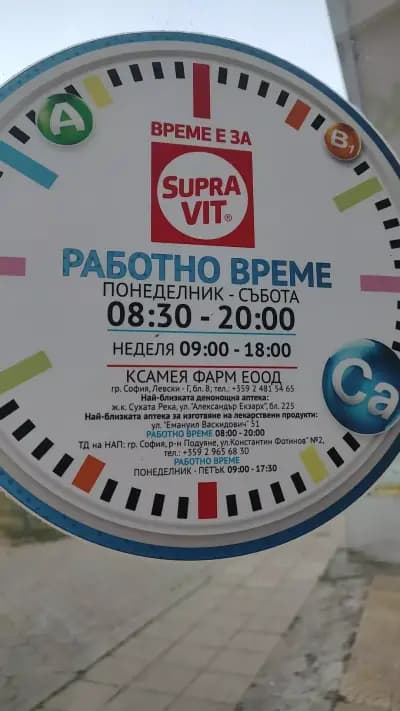 A
B1
ВРЕМЕ Е ЗА
SUPRA
VIT®
РАБОТНО ВРЕМЕ
ПОНЕДЕЛНИК - СЪБОТА
08:30 - 20:00
НЕДЕЛЯ 09:00 - 18:00
КСАМЕЯ ФАРМ ЕООД
гр. София, Левски - Г, бл. 8; тел.: +359 2 481 54 65
Най-близката денонощна аптека:
ж.к. Сухата Река, ул. "Александър Екзарх", бл. 225
Най-близката аптека за изготвяне на лекарствени продукти:
ул. "Емануил Васкидович" 51
РАБОТНО ВРЕМЕ 08:00 - 20:00
ТД на НАП: гр. София, р-н Подуяне, ул.Константин Фотинов" №2,
тел.: +359 2 965 68 30
РАБОТНО ВРЕМЕ
ПОНЕДЕЛНИК - ПЕТЪК 09:00 - 17:30
Ca